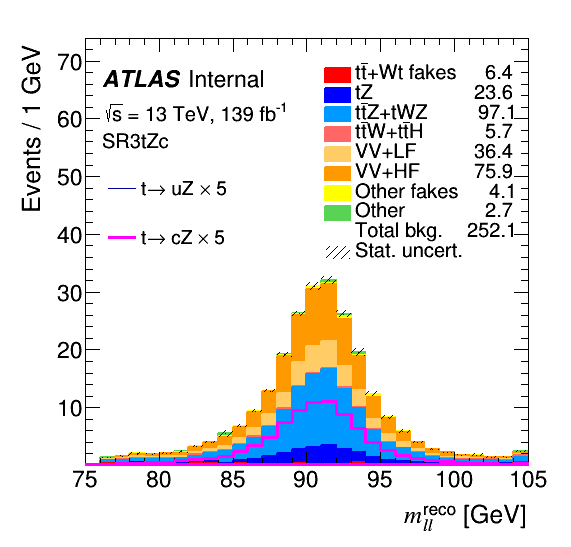 Events / 1 GeV
70
60
50
40
30
20
10
ATLAS Internal
√s = 13 TeV, 139 fb⁻¹
SR3tZc
t→ uZ × 5
t→ cZ × 5
tt̄+Wt fakes 6.4
tZ 23.6
tt̄Z+tWZ 97.1
tt̄W+tt̄H 5.7
VV+LF 36.4
VV+HF 75.9
Other fakes 4.1
Other 2.7
Total bkg. 252.1
Stat. uncert.
75 80 85 90 95 100 105
m_ll^reco [GeV]